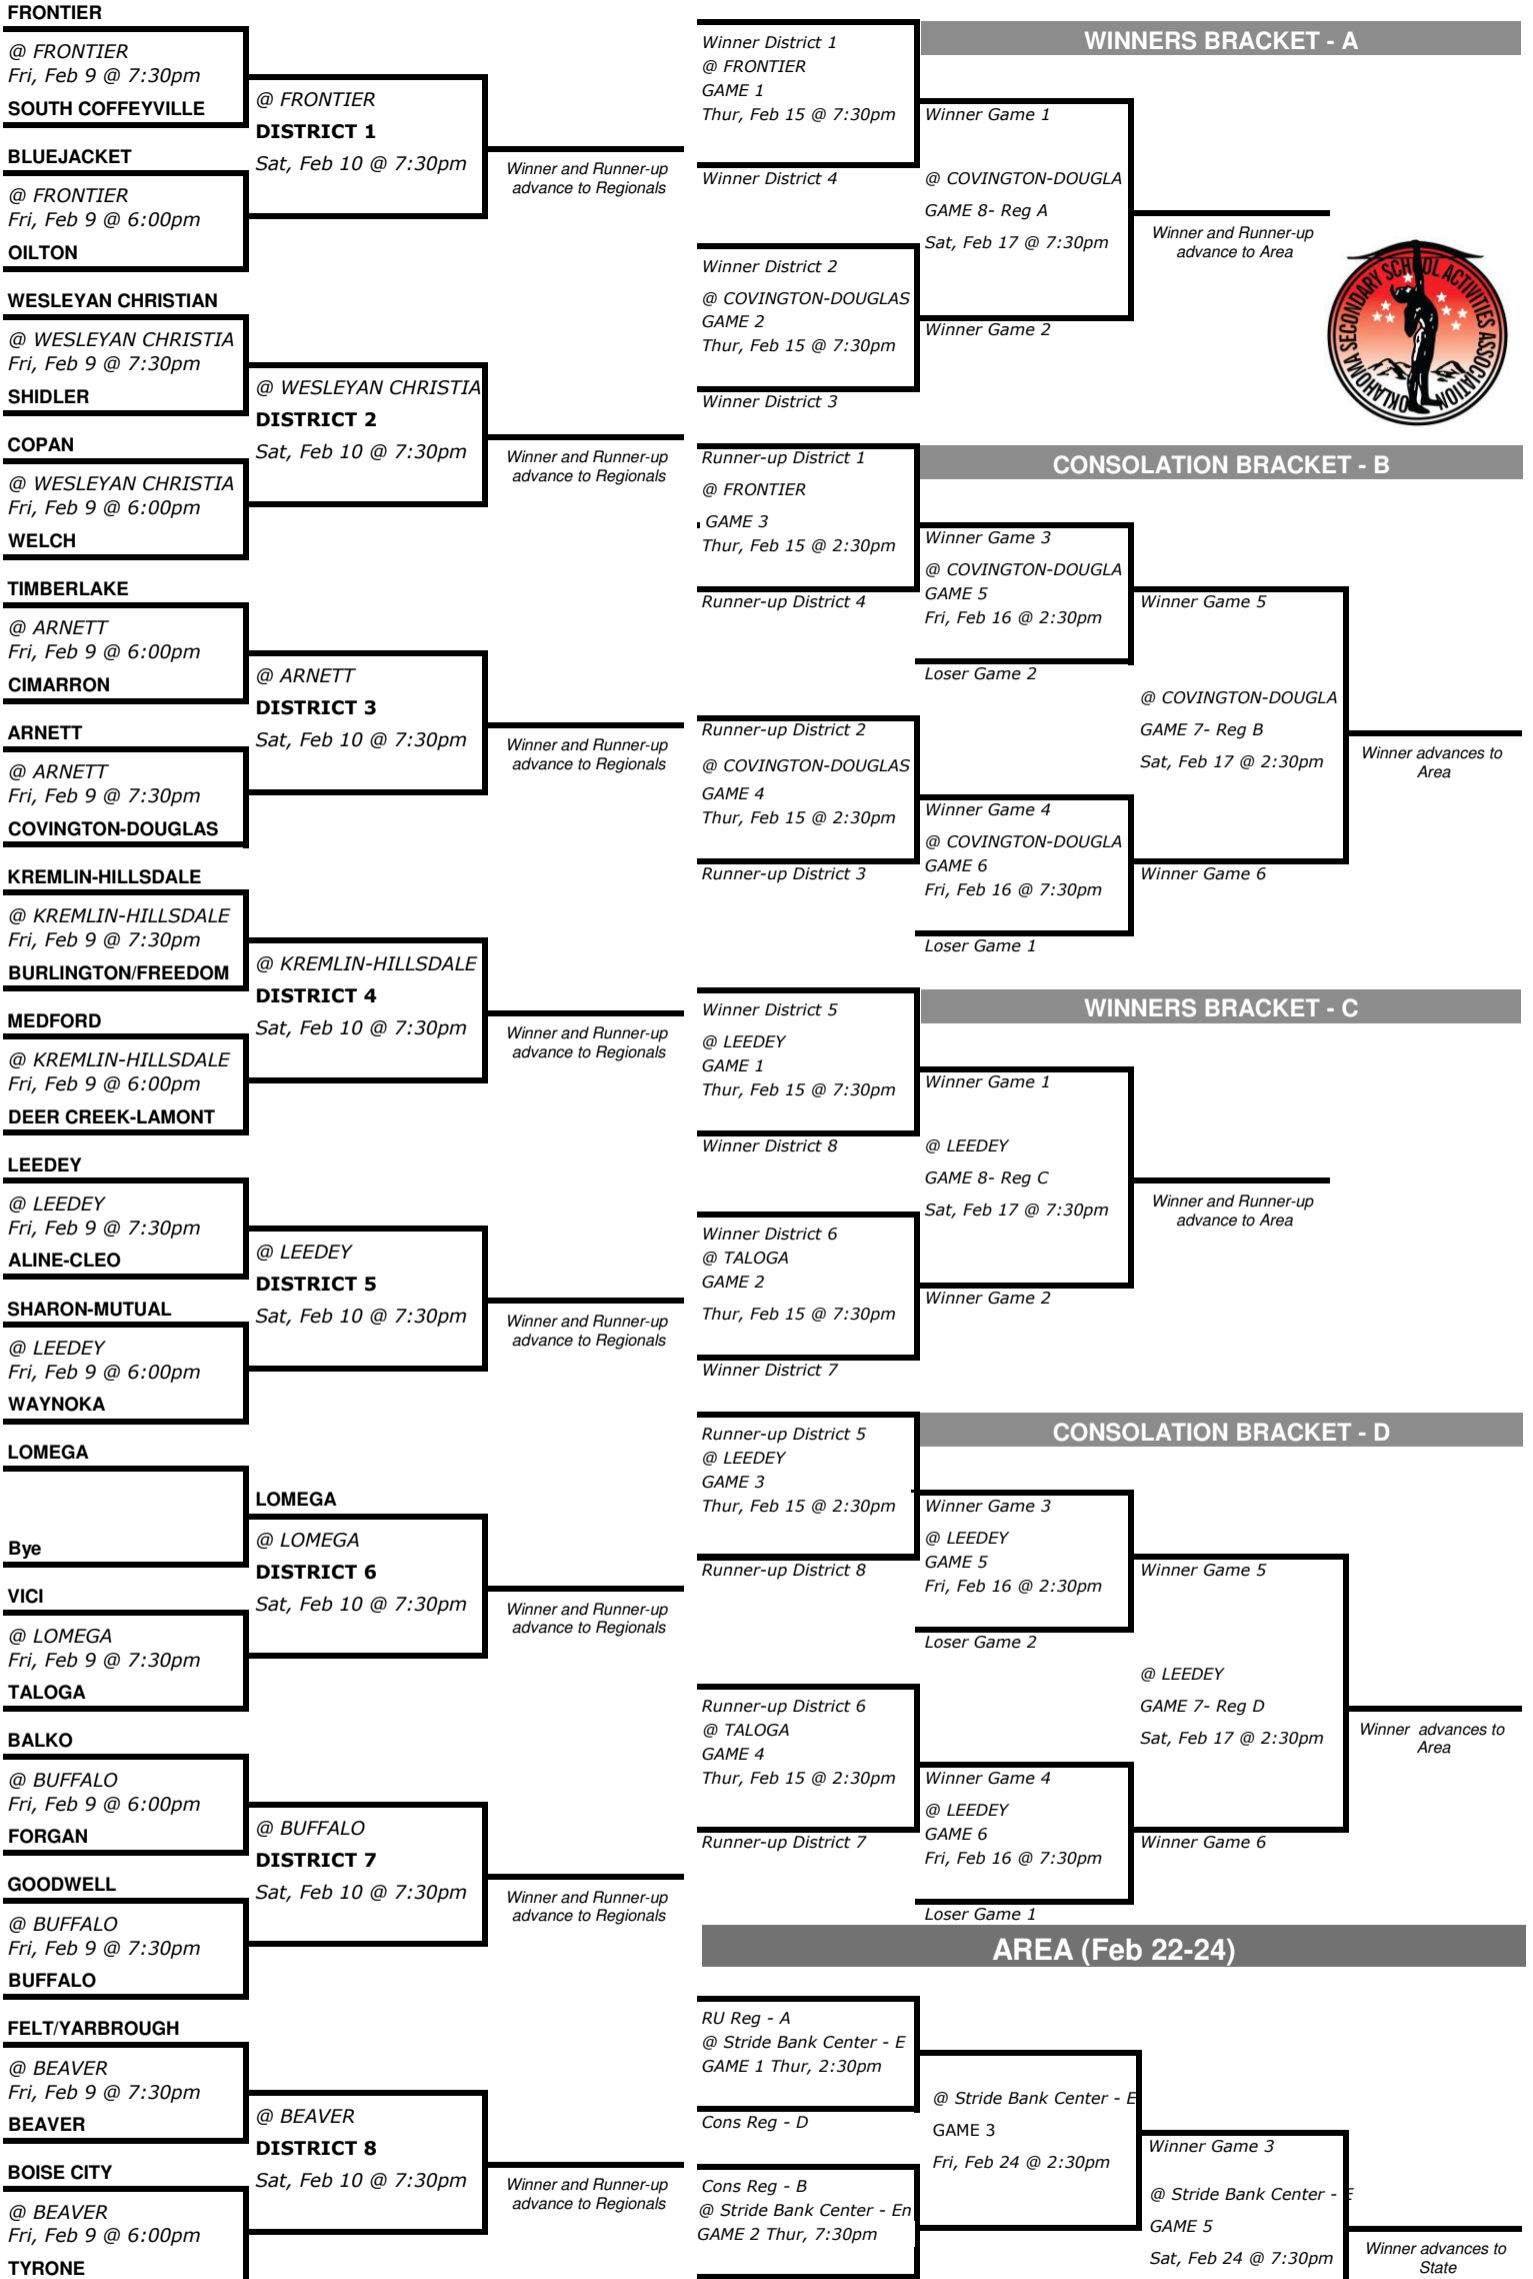 FRONTIER
@ FRONTIER
Fri, Feb 9 @ 7:30pm
SOUTH COFFEYVILLE
@ FRONTIER
DISTRICT 1
Sat, Feb 10 @ 7:30pm
Winner and Runner-up
advance to Regionals
BLUEJACKET
@ FRONTIER
Fri, Feb 9 @ 6:00pm
OILTON
WESLEYAN CHRISTIAN
@ WESLEYAN CHRISTIA
Fri, Feb 9 @ 7:30pm
SHIDLER
@ WESLEYAN CHRISTIA
DISTRICT 2
Sat, Feb 10 @ 7:30pm
Winner and Runner-up
advance to Regionals
COPAN
@ WESLEYAN CHRISTIA
Fri, Feb 9 @ 6:00pm
WELCH
TIMBERLAKE
@ ARNETT
Fri, Feb 9 @ 6:00pm
CIMARRON
@ ARNETT
DISTRICT 3
Sat, Feb 10 @ 7:30pm
Winner and Runner-up
advance to Regionals
ARNETT
@ ARNETT
Fri, Feb 9 @ 7:30pm
COVINGTON-DOUGLAS
KREMLIN-HILLSDALE
@ KREMLIN-HILLSDALE
Fri, Feb 9 @ 7:30pm
BURLINGTON/FREEDOM
@ KREMLIN-HILLSDALE
DISTRICT 4
Sat, Feb 10 @ 7:30pm
Winner and Runner-up
advance to Regionals
MEDFORD
@ KREMLIN-HILLSDALE
Fri, Feb 9 @ 6:00pm
DEER CREEK-LAMONT
LEEDEY
@ LEEDEY
Fri, Feb 9 @ 7:30pm
ALINE-CLEO
@ LEEDEY
DISTRICT 5
Sat, Feb 10 @ 7:30pm
Winner and Runner-up
advance to Regionals
SHARON-MUTUAL
@ LEEDEY
Fri, Feb 9 @ 6:00pm
WAYNOKA
LOMEGA
Bye
LOMEGA
@ LOMEGA
DISTRICT 6
Sat, Feb 10 @ 7:30pm
Winner and Runner-up
advance to Regionals
VICI
@ LOMEGA
Fri, Feb 9 @ 7:30pm
TALOGA
BALKO
@ BUFFALO
Fri, Feb 9 @ 6:00pm
FORGAN
@ BUFFALO
DISTRICT 7
Sat, Feb 10 @ 7:30pm
Winner and Runner-up
advance to Regionals
GOODWELL
@ BUFFALO
Fri, Feb 9 @ 7:30pm
BUFFALO
FELT/YARBROUGH
@ BEAVER
Fri, Feb 9 @ 7:30pm
BEAVER
@ BEAVER
DISTRICT 8
Sat, Feb 10 @ 7:30pm
Winner and Runner-up
advance to Regionals
BOISE CITY
@ BEAVER
Fri, Feb 9 @ 6:00pm
TYRONE
WINNERS BRACKET - A
Winner District 1
@ FRONTIER
GAME 1
Thur, Feb 15 @ 7:30pm
Winner District 4
Winner Game 1
@ COVINGTON-DOUGLA
GAME 8- Reg A
Sat, Feb 17 @ 7:30pm
Winner Game 2
Winner and Runner-up
advance to Area
Winner District 2
@ COVINGTON-DOUGLAS
GAME 2
Thur, Feb 15 @ 7:30pm
Winner District 3
OKLAHOMA SECONDARY SCHOOL ACTIVITIES ASSOCIATION
CONSOLATION BRACKET - B
Runner-up District 1
@ FRONTIER
GAME 3
Thur, Feb 15 @ 2:30pm
Runner-up District 4
Winner Game 3
@ COVINGTON-DOUGLA
GAME 5
Fri, Feb 16 @ 2:30pm
Loser Game 2
Winner Game 5
@ COVINGTON-DOUGLA
GAME 7- Reg B
Sat, Feb 17 @ 2:30pm
Winner Game 6
Winner advances to
Area
Runner-up District 2
@ COVINGTON-DOUGLAS
GAME 4
Thur, Feb 15 @ 2:30pm
Runner-up District 3
Winner Game 4
@ COVINGTON-DOUGLA
GAME 6
Fri, Feb 16 @ 7:30pm
Loser Game 1
WINNERS BRACKET - C
Winner District 5
@ LEEDEY
GAME 1
Thur, Feb 15 @ 7:30pm
Winner District 8
Winner Game 1
@ LEEDEY
GAME 8- Reg C
Sat, Feb 17 @ 7:30pm
Winner Game 2
Winner and Runner-up
advance to Area
Winner District 6
@ TALOGA
GAME 2
Thur, Feb 15 @ 7:30pm
Winner District 7
CONSOLATION BRACKET - D
Runner-up District 5
@ LEEDEY
GAME 3
Thur, Feb 15 @ 2:30pm
Runner-up District 8
Winner Game 3
@ LEEDEY
GAME 5
Fri, Feb 16 @ 2:30pm
Loser Game 2
Winner Game 5
@ LEEDEY
GAME 7- Reg D
Sat, Feb 17 @ 2:30pm
Winner Game 6
Winner advances to
Area
Runner-up District 6
@ TALOGA
GAME 4
Thur, Feb 15 @ 2:30pm
Runner-up District 7
Winner Game 4
@ LEEDEY
GAME 6
Fri, Feb 16 @ 7:30pm
Loser Game 1
AREA (Feb 22-24)
RU Reg - A
@ Stride Bank Center - E
GAME 1 Thur, 2:30pm
Cons Reg - D
@ Stride Bank Center - E
GAME 3
Fri, Feb 24 @ 2:30pm
Cons Reg - B
@ Stride Bank Center - En
GAME 2 Thur, 7:30pm
Winner Game 3
@ Stride Bank Center - E
GAME 5
Sat, Feb 24 @ 7:30pm
Winner advances to
State